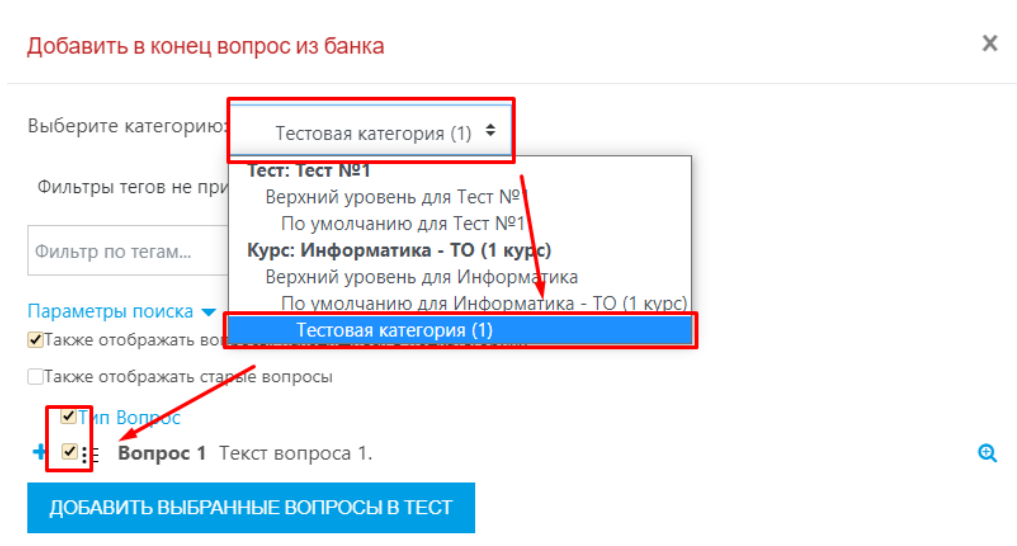 Добавить в конец вопрос из банка
Выберите категорию: Тестовая категория (1)
Тест: Тест №1
Фильтры тегов не при
Верхний уровень для Тест №1
По умолчанию для Тест №1
Фильтр по тегам...
Курс: Информатика - ТО (1 курс)
Верхний уровень для Информатика
По умолчанию для Информатика - ТО (1 курс)
Параметры поиска
Тестовая категория (1)
Также отображать
Также отображать старые вопросы
Тип Вопрос
Вопрос 1 Текст вопроса 1.
ДОБАВИТЬ ВЫБРАННЫЕ ВОПРОСЫ В ТЕСТ